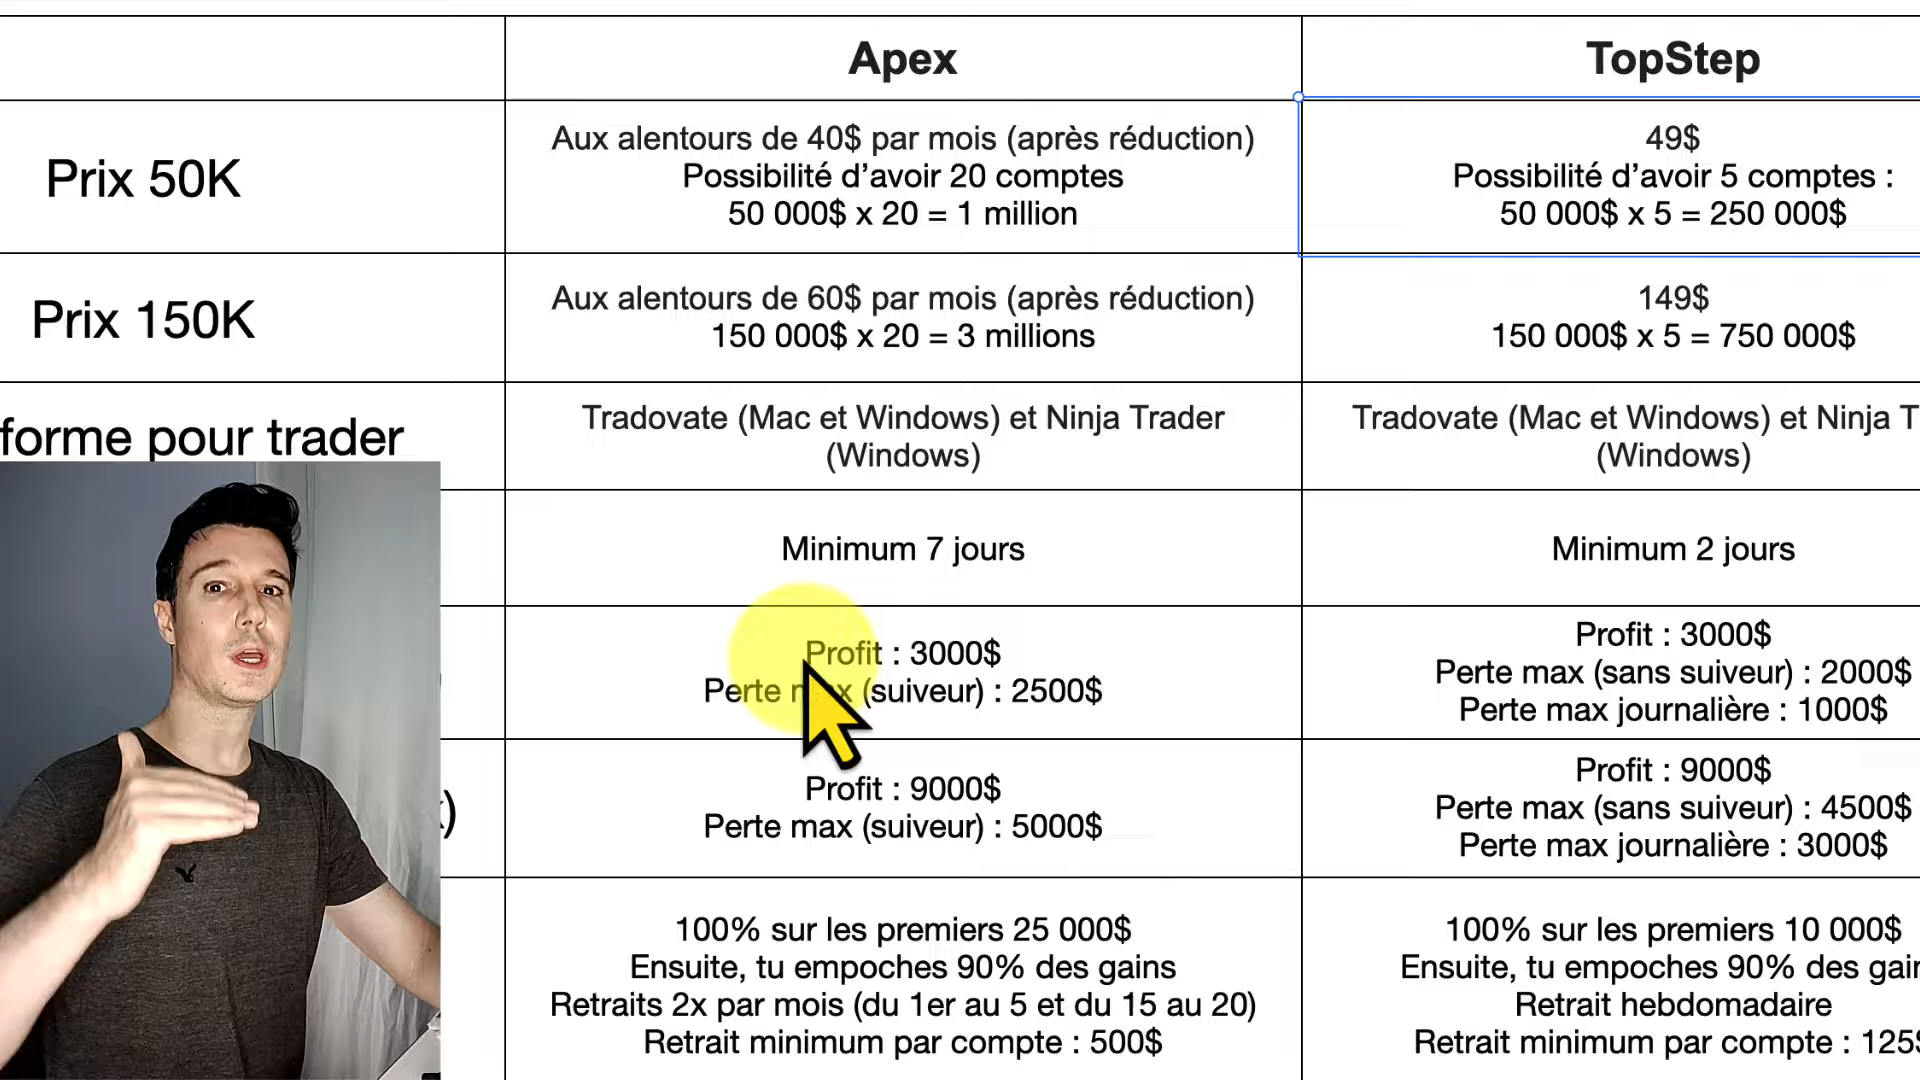 Apex
TopStep
Prix 50K
Aux alentours de 40$ par mois (après réduction)
Possibilité d’avoir 20 comptes
50 000$ x 20 = 1 million
49$
Possibilité d’avoir 5 comptes :
50 000$ x 5 = 250 000$
Prix 150K
Aux alentours de 60$ par mois (après réduction)
150 000$ x 20 = 3 millions
149$
150 000$ x 5 = 750 000$
forme pour trader
Tradovate (Mac et Windows) et Ninja Trader
(Windows)
Tradovate (Mac et Windows) et Ninja T
(Windows)
Minimum 7 jours
Minimum 2 jours
Profit : 3000$
Perte max (suiveur) : 2500$
Profit : 3000$
Perte max (sans suiveur) : 2000$
Perte max journalière : 1000$
Profit : 9000$
Perte max (suiveur) : 5000$
Profit : 9000$
Perte max (sans suiveur) : 4500$
Perte max journalière : 3000$
100% sur les premiers 25 000$
Ensuite, tu empoches 90% des gains
Retraits 2x par mois (du 1er au 5 et du 15 au 20)
Retrait minimum par compte : 500$
100% sur les premiers 10 000$
Ensuite, tu empoches 90% des gai
Retrait hebdomadaire
Retrait minimum par compte : 125$